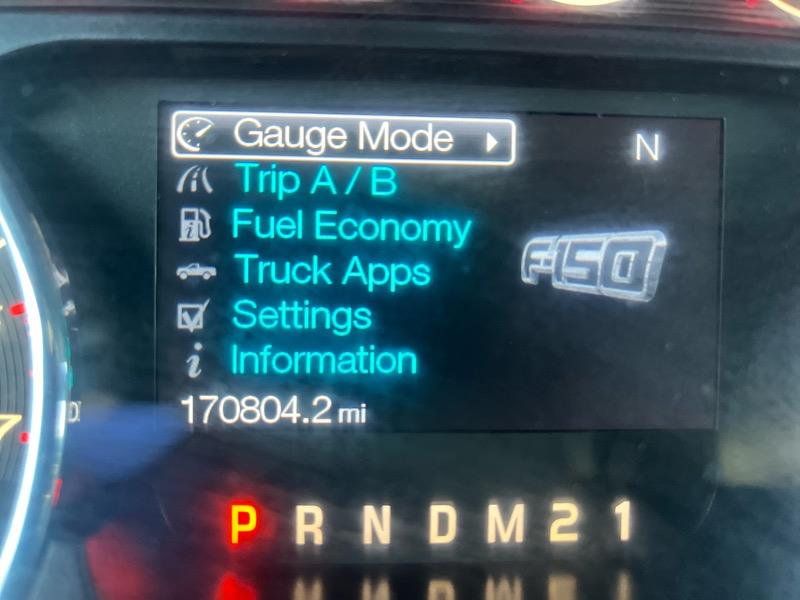 Gauge Mode
N
Trip A / B
Fuel Economy
F-150
Truck Apps
Settings
Information
170804.2 mi
P R N D M 2 1